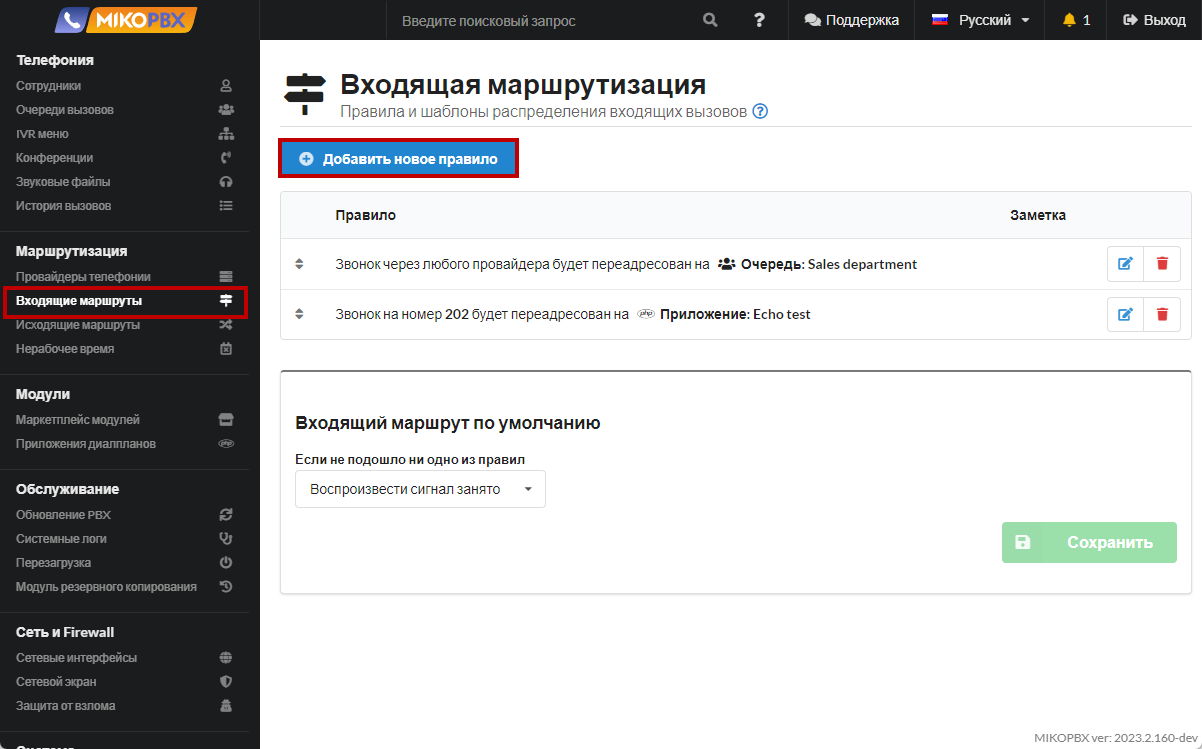 MIKOPBX
Введите поисковый запрос
?
Поддержка
Русский
1
Выход
Телефония
Сотрудники
Очереди вызовов
IVR меню
Конференции
Звуковые файлы
История вызовов
Маршрутизация
Провайдеры телефонии
Входящие маршруты
Исходящие маршруты
Нерабочее время
Модули
Маркетплейс модулей
Приложения диалпланов
php
Обслуживание
Обновление PBX
Системные логи
Перезагрузка
Модуль резервного копирования
Сеть и Firewall
Сетевые интерфейсы
Сетевой экран
Защита от взлома
Система
Входящая маршрутизация
Правила и шаблоны распределения входящих вызовов ?
Добавить новое правило
Правило Заметка
Звонок через любого провайдера будет переадресован на Очередь: Sales department
Звонок на номер 202 будет переадресован на php Приложение: Echo test
Входящий маршрут по умолчанию
Если не подошло ни одно из правил
Воспроизвести сигнал занято
Сохранить
MIKOPBX ver: 2023.2.160-dev